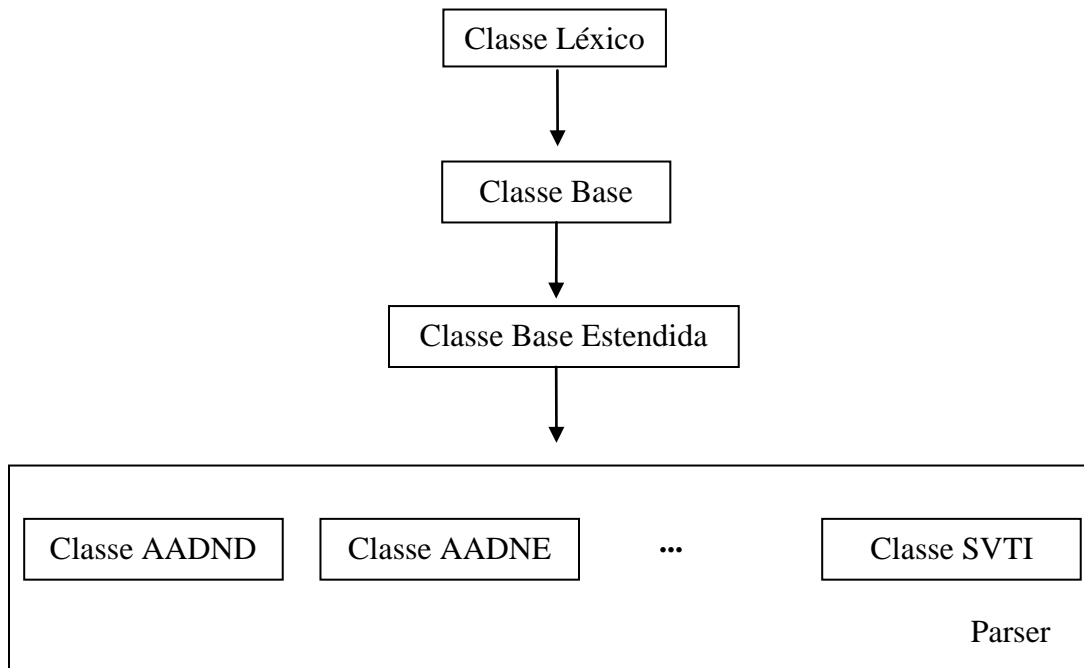 Classe Léxico
Classe Base
Classe Base Estendida
Classe AADND
Classe AADNE
...
Classe SVTI
Parser